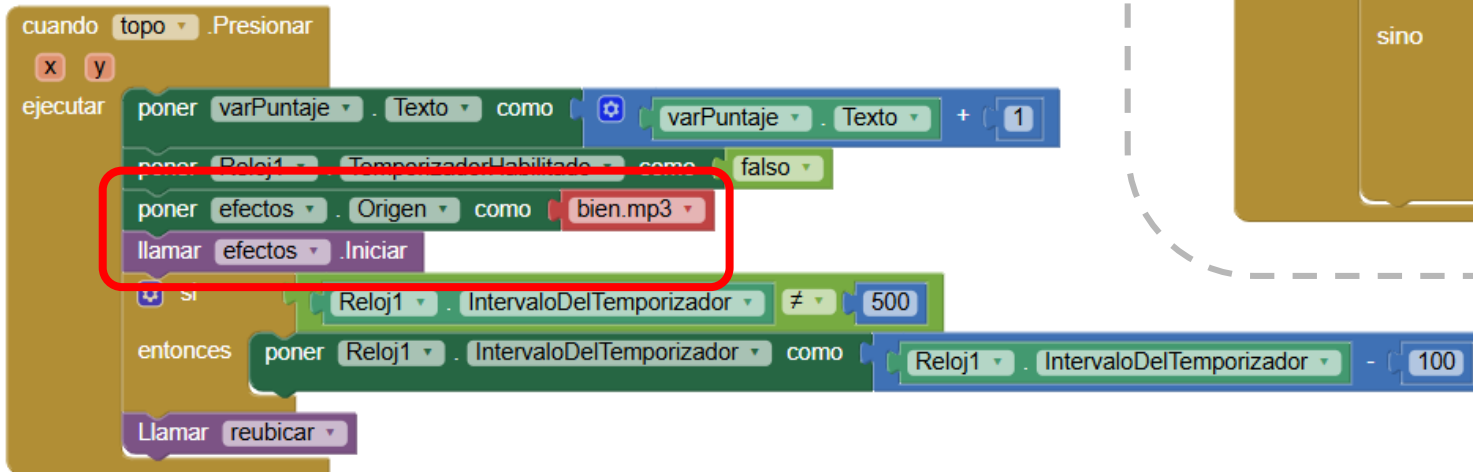 cuando topo .Presionar
sino
x y
ejecutar poner varPuntaje . Texto como varPuntaje . Texto + 1
poner Reloj1 . TemporizadorHabilitado como falso
poner efectos . Origen como bien.mp3
llamar efectos .Iniciar
si Reloj1 . IntervaloDelTemporizador ≠ 500
entonces poner Reloj1 . IntervaloDelTemporizador como Reloj1 . IntervaloDelTemporizador - 100
Llamar reubicar